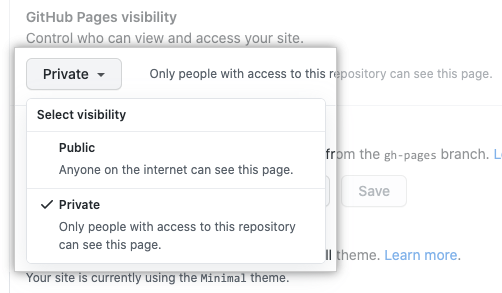 GitHub Pages visibility
Control who can view and access your site.
Private
Only people with access to this repository can see this page.
Select visibility
Public
Anyone on the internet can see this page.
Private
Only people with access to this repository
can see this page.
from the gh-pages branch.
Save
theme. Learn more.
Your site is currently using the Minimal theme.